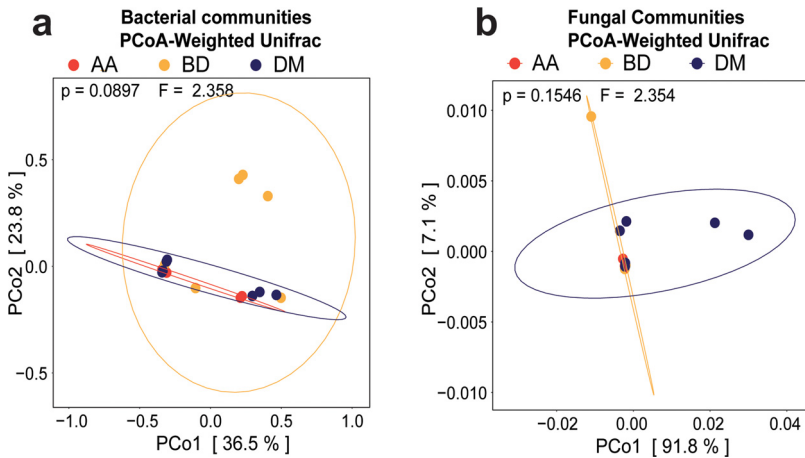 a
Bacterial communities
PCoA-Weighted Unifrac
AA BD DM
p = 0.0897 F = 2.358
0.5
0.0
−0.5
PCo2 [ 23.8 % ]
−1.0 −0.5 0.0 0.5 1.0
PCo1 [ 36.5 % ]
b
Fungal Communities
PCoA-Weighted Unifrac
AA BD DM
p = 0.1546 F = 2.354
0.010
0.005
0.000
−0.005
−0.010
PCo2 [ 7.1 % ]
−0.02 0.00 0.02 0.04
PCo1 [ 91.8 % ]